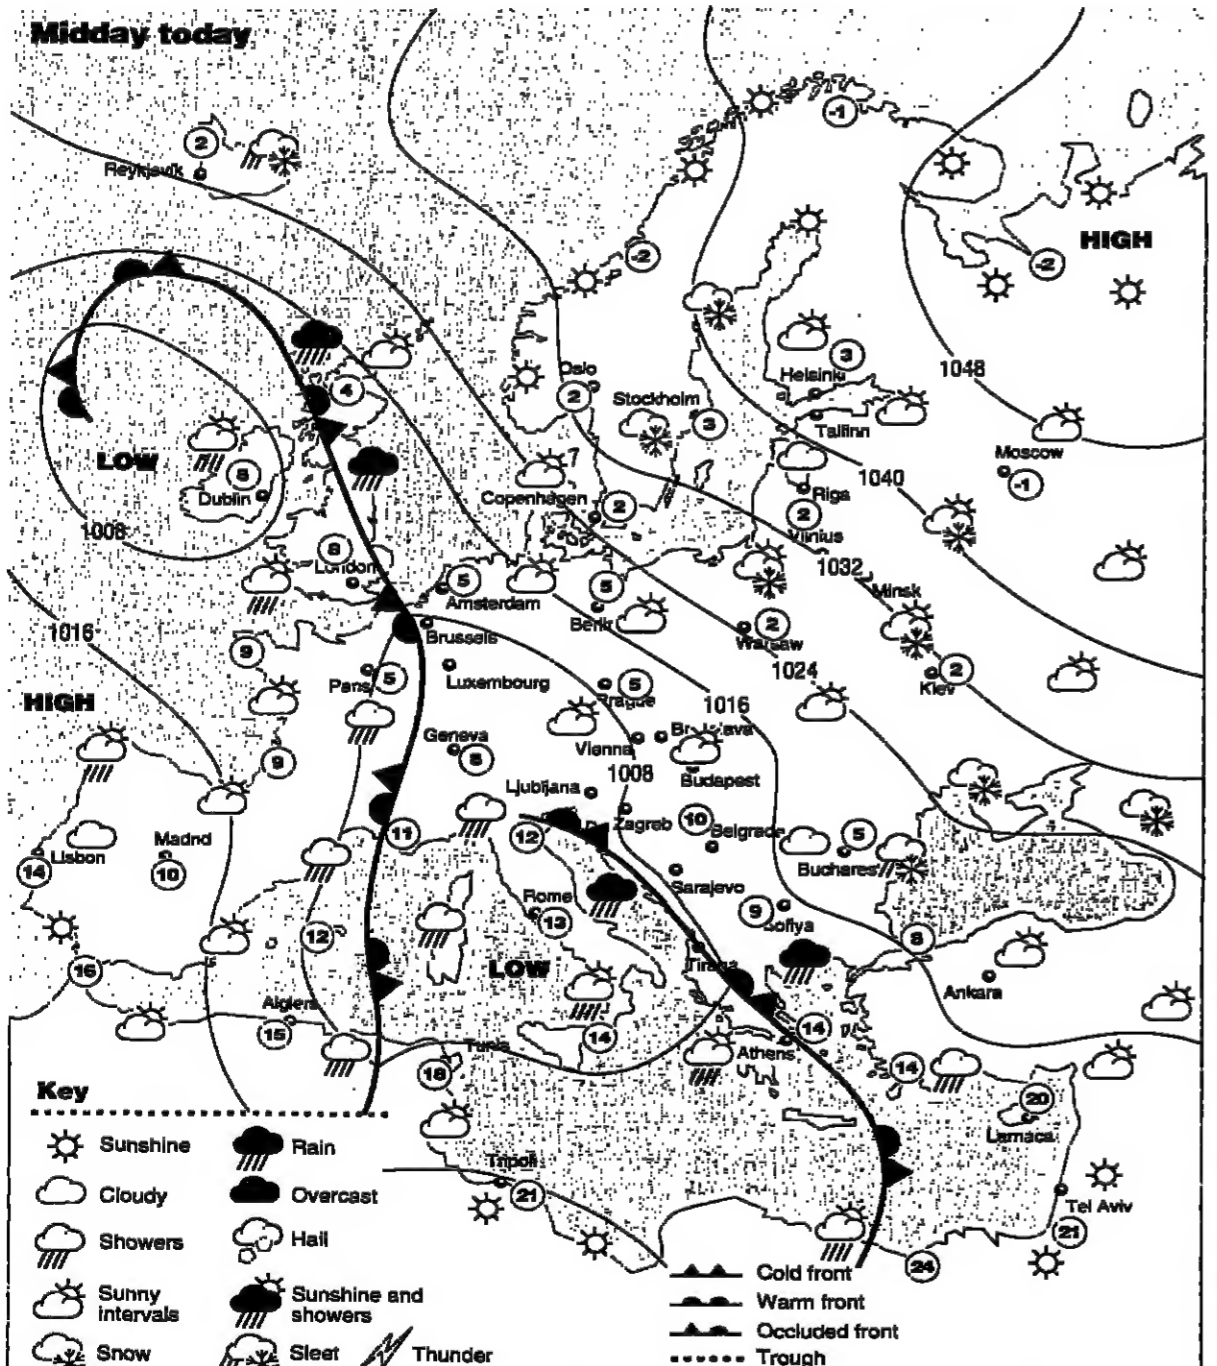 Midday today
-1
2
Reykjavik
HIGH
-2
-2
1048
3
4
Oslo
Helsinki
2
Stockholm
3
Tallinn
Moscow
LOW
8
Dublin
7
1040
-1
Copenhagen
2
Riga
2
Vilnius
1008
8
London
1032
5
Amsterdam
5
Berlin
Minsk
1016
Brussels
2
Warsaw
9
1024
2
Kiev
Paris
5
Luxembourg
5
Prague
HIGH
1016
Geneva
Vienna
9
8
1008
Budapest
Ljubljana
11
12
Zagreb
10
Belgrade
5
Lisbon
Madrid
14
10
Bucharest
Sarajevo
Rome
13
9
Sofiya
8
12
16
LOW
Tirana
Ankara
Algiers
15
14
14
Athens
Tunis
18
14
20
Larnaca
Tripoli
21
Tel Aviv
21
24
Key
Sunshine
Rain
Cloudy
Overcast
Showers
Hail
Sunny
intervals
Sunshine and
showers
Snow
Sleet
Thunder
Cold front
Warm front
Occluded front
Trough